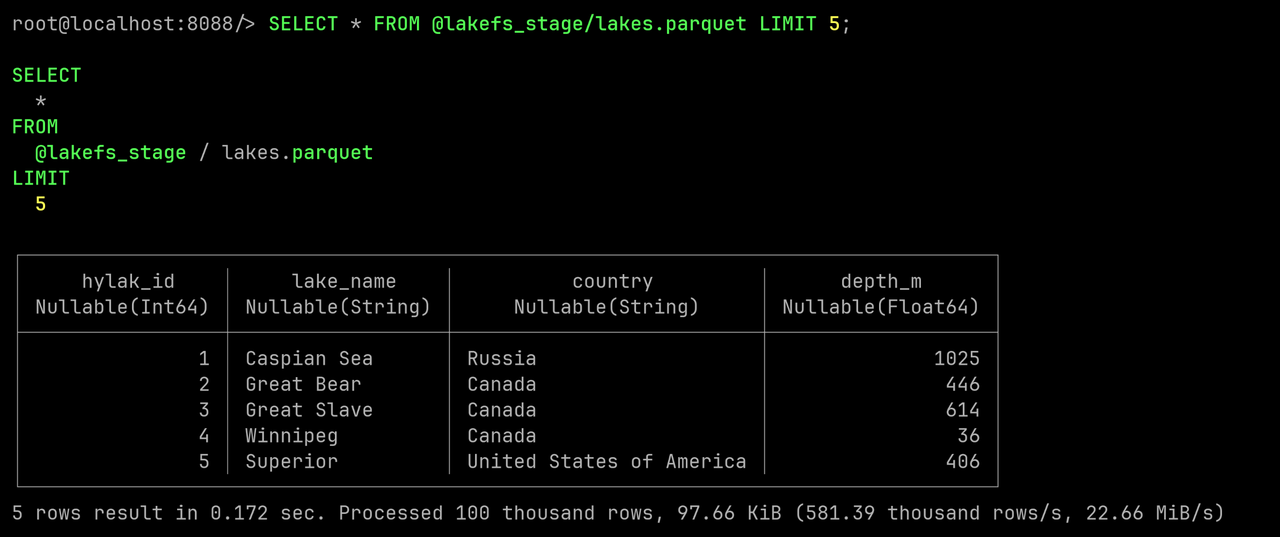 root@localhost:8088/> SELECT * FROM @lakefs_stage/lakes.parquet LIMIT 5;
SELECT
*
FROM
@lakefs_stage / lakes.parquet
LIMIT
5
hylak_id lake_name country depth_m
Nullable(Int64) Nullable(String) Nullable(String) Nullable(Float64)
1 Caspian Sea Russia 1025
2 Great Bear Canada 446
3 Great Slave Canada 614
4 Winnipeg Canada 36
5 Superior United States of America 406
5 rows result in 0.172 sec. Processed 100 thousand rows, 97.66 KiB (581.39 thousand rows/s, 22.66 MiB/s)